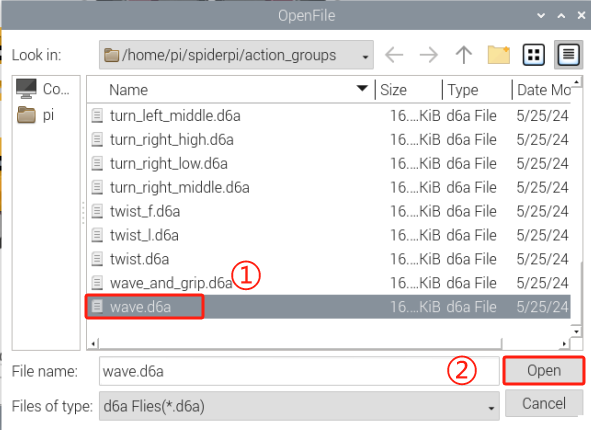 OpenFile
Look in: /home/pi/spiderpi/action_groups
Co...
pi
Name Size Type Date Mo
turn_left_middle.d6a 16....KiB d6a File 5/25/24
turn_right_high.d6a 16....KiB d6a File 5/25/24
turn_right_low.d6a 16....KiB d6a File 5/25/24
turn_right_middle.d6a 16....KiB d6a File 5/25/24
twist_f.d6a 16....KiB d6a File 5/25/24
twist_l.d6a 16....KiB d6a File 5/25/24
twist.d6a 16....KiB d6a File 5/25/24
wave_and_grip.d6a 16....KiB d6a File 5/25/24
①
wave.d6a 16....KiB d6a File 5/25/24
File name: wave.d6a ② Open
Files of type: d6a Flies(*.d6a) Cancel